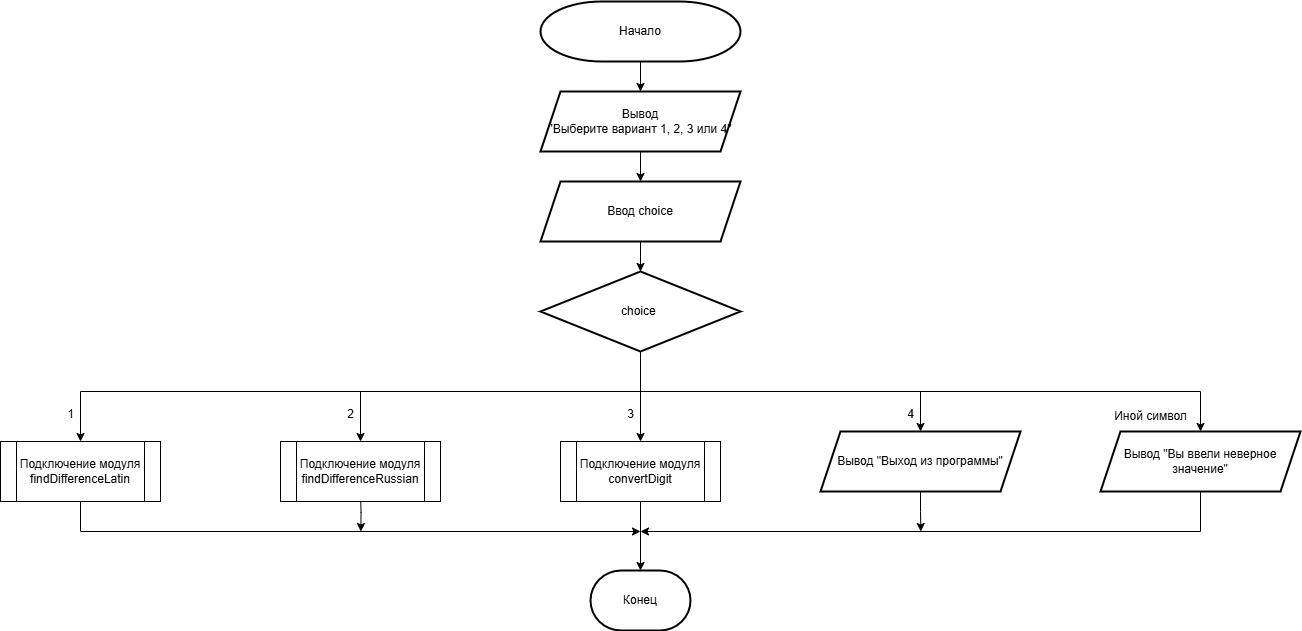 Начало
Вывод
"Выберите вариант 1, 2, 3 или 4"
Ввод choice
choice
1
2
3
4
Иной символ
Подключение модуля
findDifferenceLatin
Подключение модуля
findDifferenceRussian
Подключение модуля
convertDigit
Вывод "Выход из программы"
Вывод "Вы ввели неверное
значение"
Конец